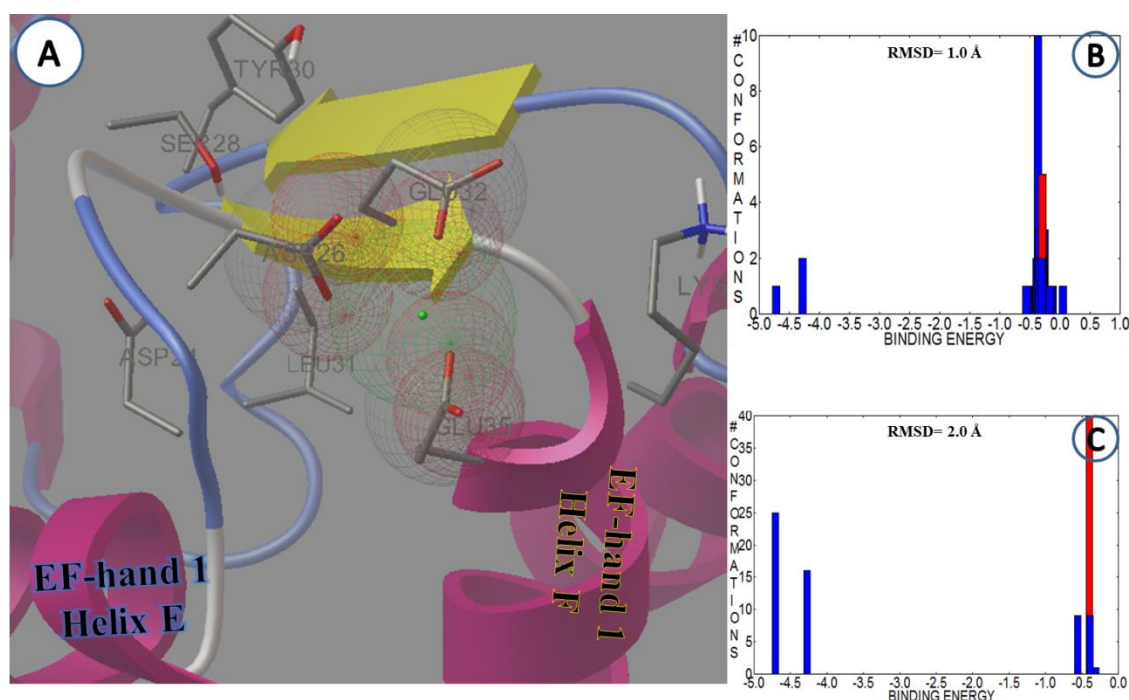 A
TYR30
SER28
GLU32
ASP26
LYS
ASP24
LEU31
GLU35
EF-hand 1
Helix E
EF-hand 1
Helix F
B
RMSD= 1.0 Å
#CONFORMATIONS
10
8
6
4
2
0
-5.0 -4.5 -4.0 -3.5 -3.0 -2.5 -2.0 -1.5 -1.0 -0.5 0.0 0.5 1.0
BINDING ENERGY
C
RMSD= 2.0 Å
#CONFORMATIONS
40
35
30
25
20
15
10
5
0
-5.0 -4.5 -4.0 -3.5 -3.0 -2.5 -2.0 -1.5 -1.0 -0.5 0.0
BINDING ENERGY